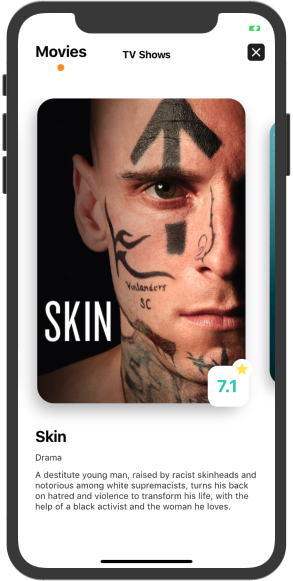 Movies
TV Shows
Vinlanders
SC
SKIN
7.1
Skin
Drama
A destitute young man, raised by racist skinheads and
notorious among white supremacists, turns his back
on hatred and violence to transform his life, with the
help of a black activist and the woman he loves.